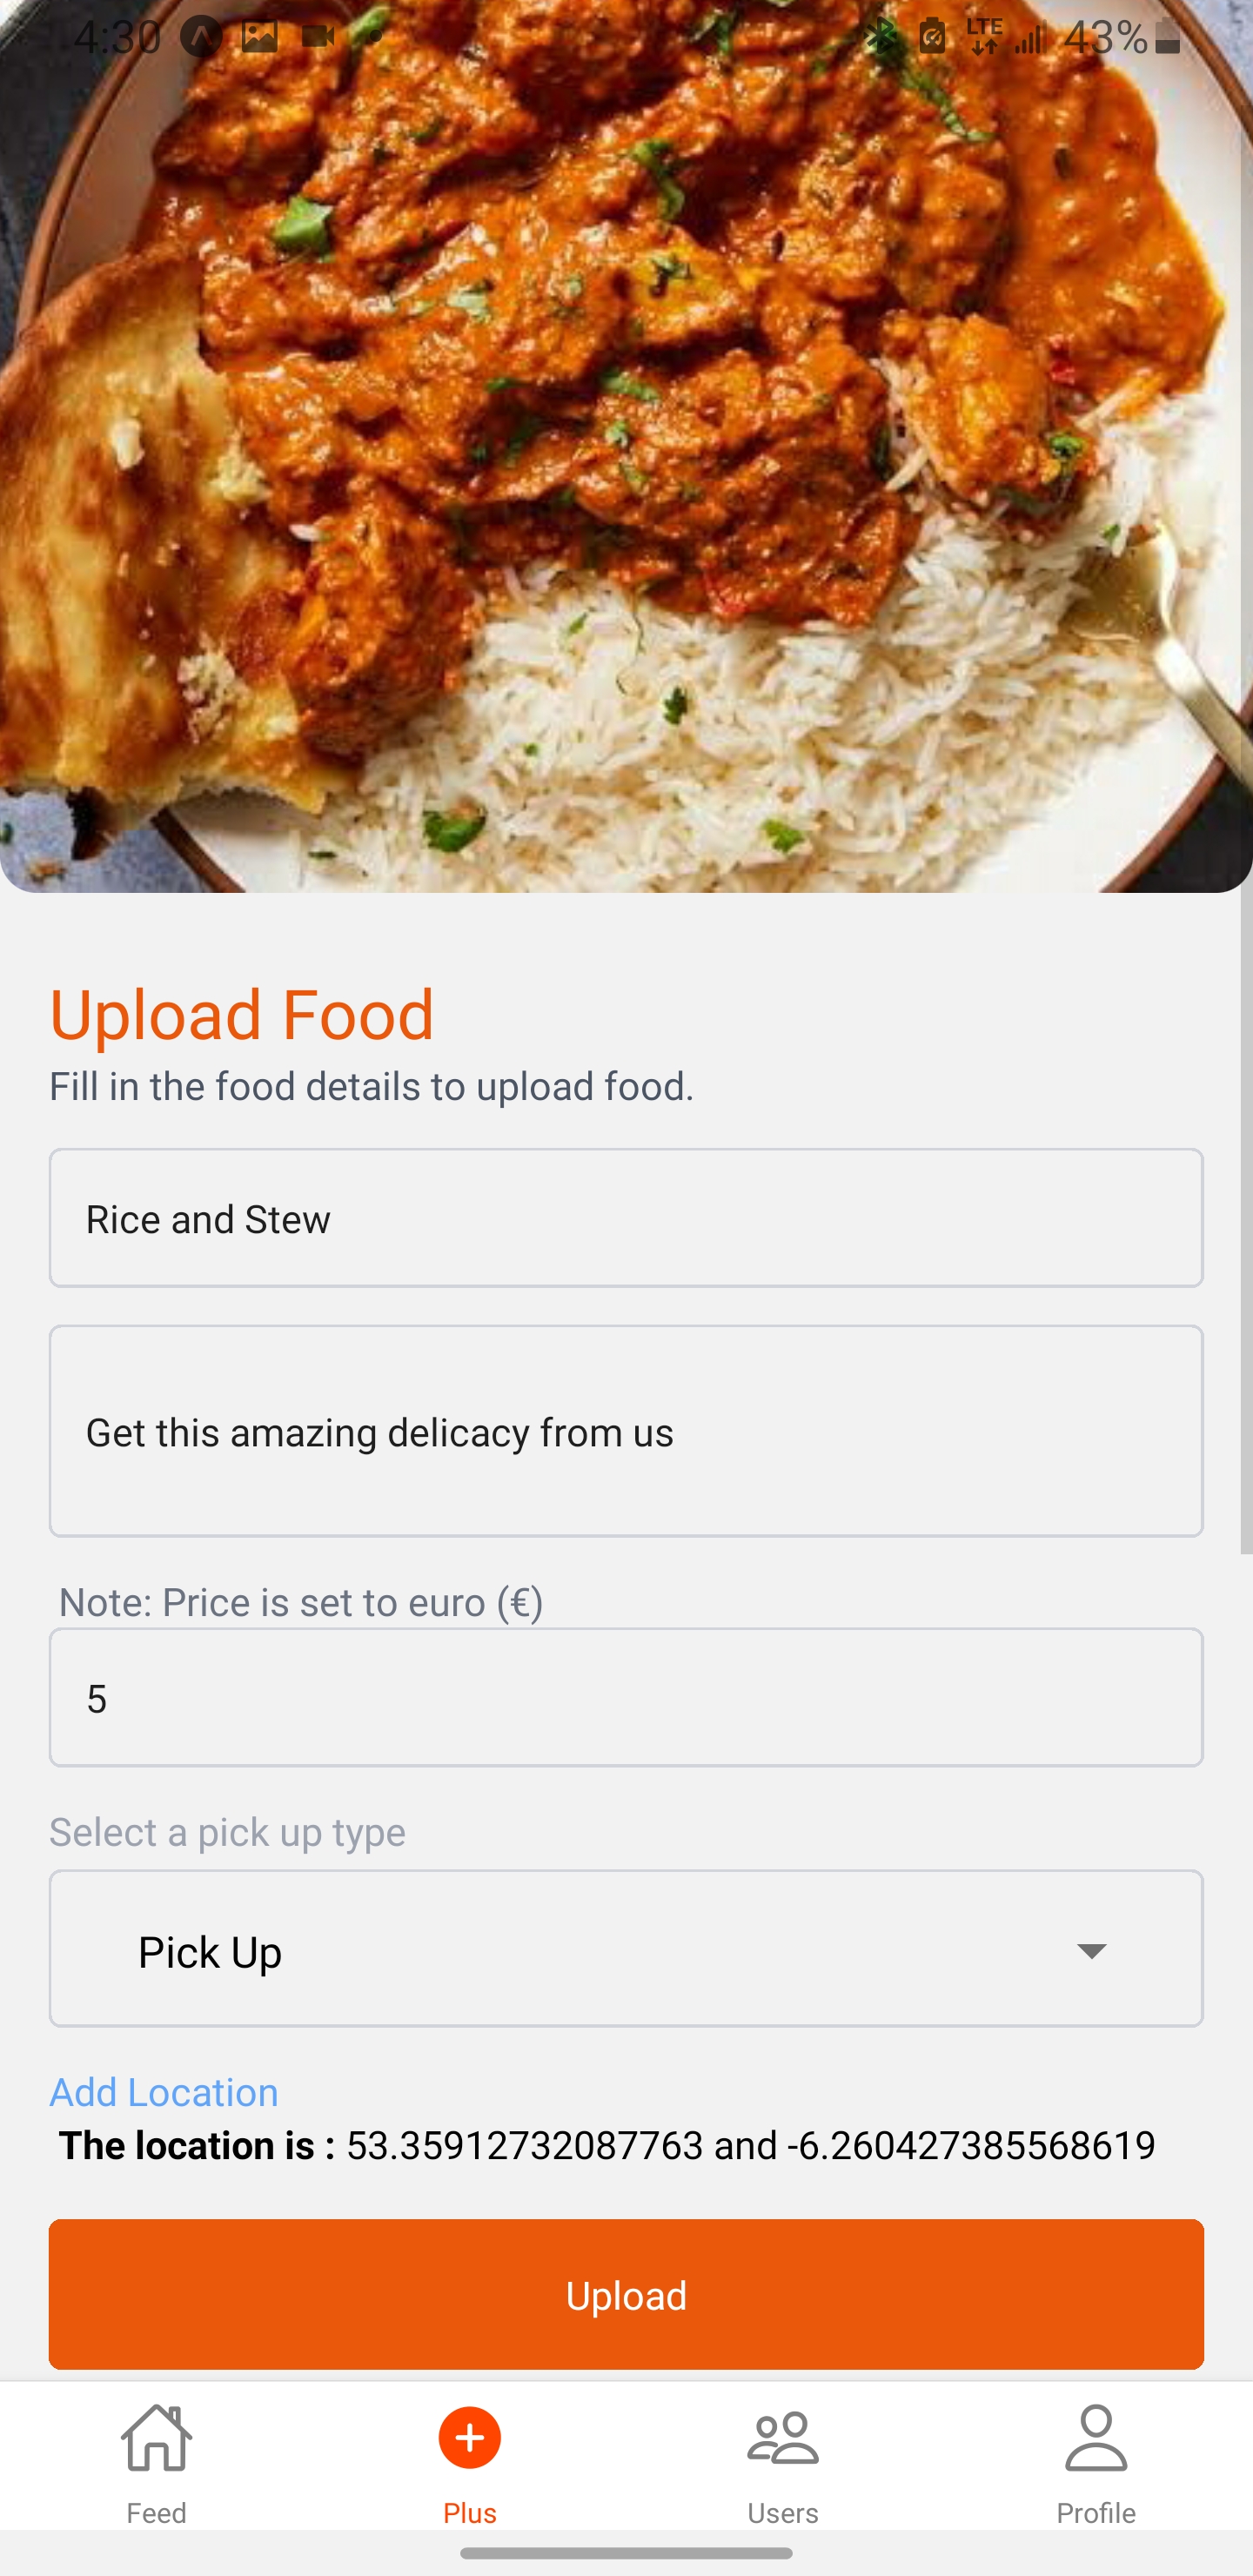 4:30 LTE 43%
Upload Food
Fill in the food details to upload food.
Rice and Stew
Get this amazing delicacy from us
Note: Price is set to euro (€)
5
Select a pick up type
Pick Up
Add Location
The location is : 53.35912732087763 and -6.260427385568619
Upload
Feed Plus Users Profile